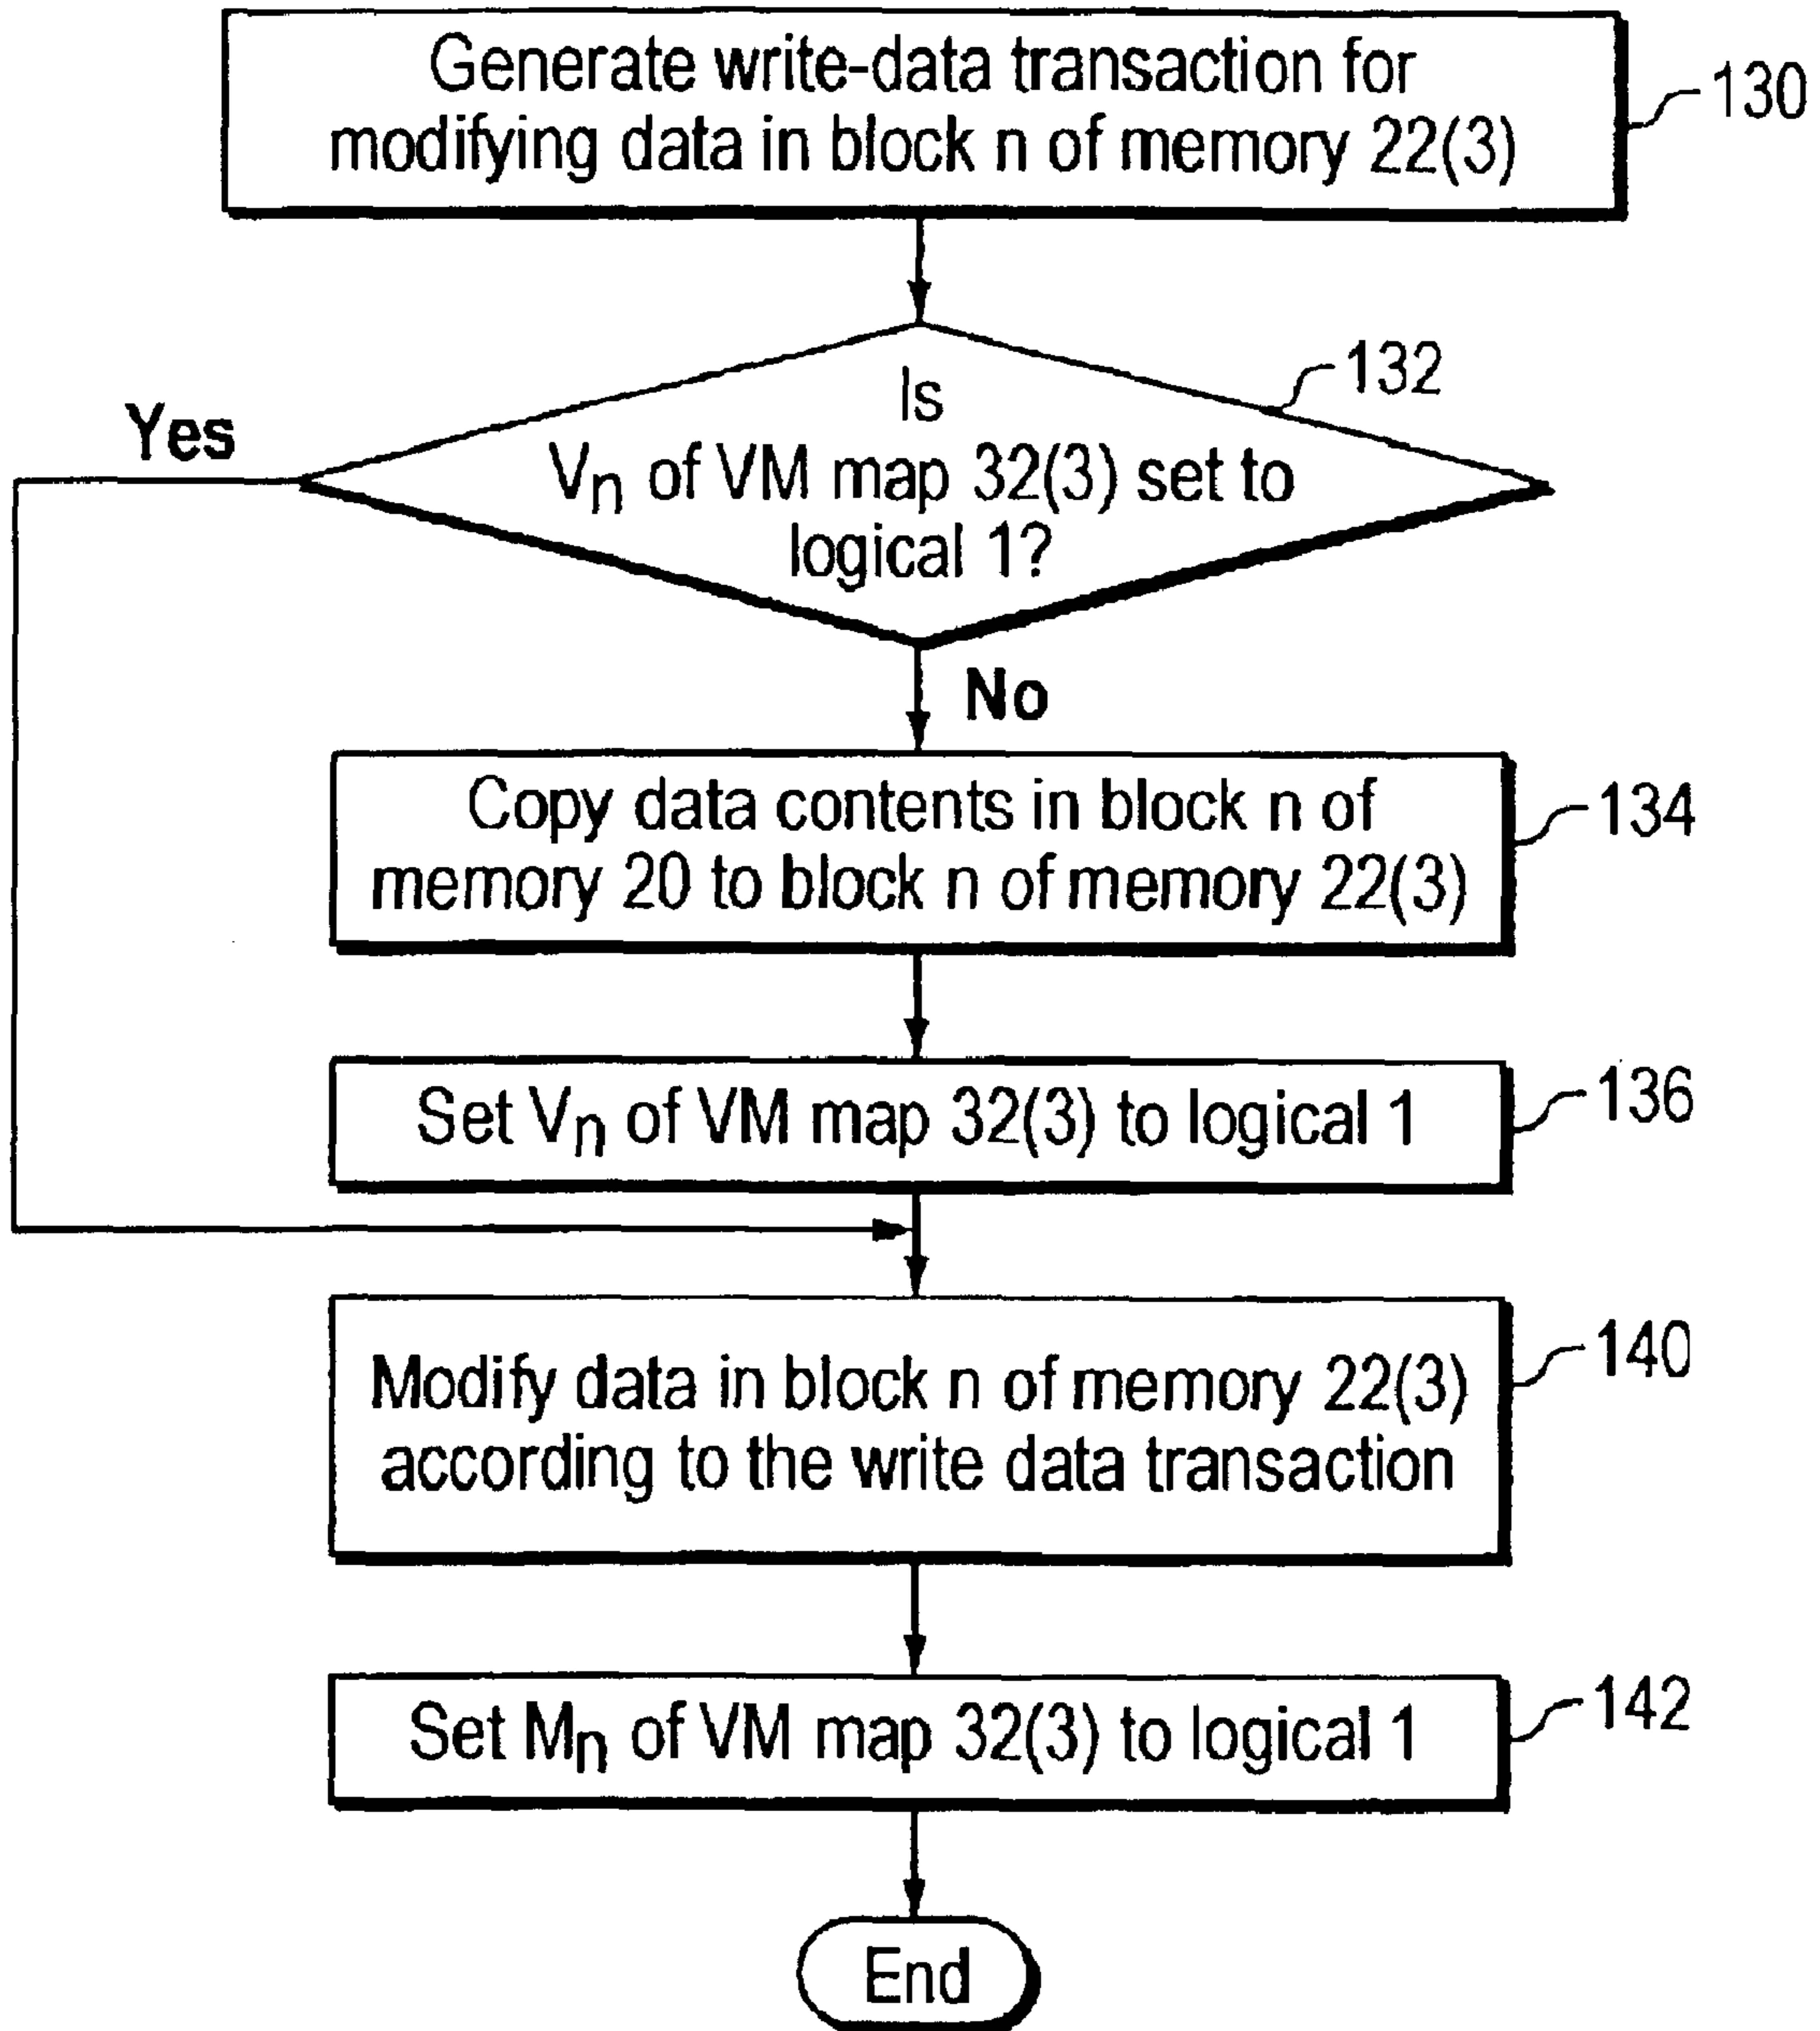 Generate write-data transaction for
modifying data in block n of memory 22(3)
130
Is
Vn of VM map 32(3) set to
logical 1?
132
Yes
No
Copy data contents in block n of
memory 20 to block n of memory 22(3)
134
Set Vn of VM map 32(3) to logical 1
136
Modify data in block n of memory 22(3)
according to the write data transaction
140
Set Mn of VM map 32(3) to logical 1
142
End